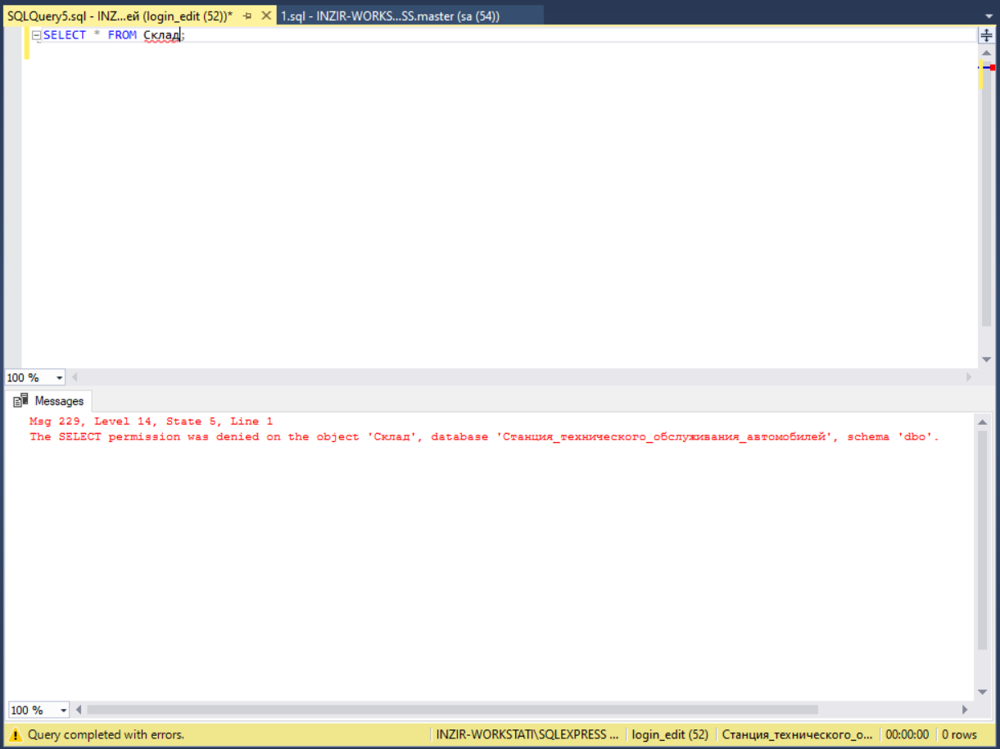 SQLQuery5.sql - INZ...ей (login_edit (52))* 1.sql - INZIR-WORKS...SS.master (sa (54))
SELECT * FROM Склад;
100 %
Messages
Msg 229, Level 14, State 5, Line 1
The SELECT permission was denied on the object 'Склад', database 'Станция_технического_обслуживания_автомобилей', schema 'dbo'.
100 %
Query completed with errors. INZIR-WORKSTATI\SQLEXPRESS ... login_edit (52) Станция_технического_о... 00:00:00 0 rows